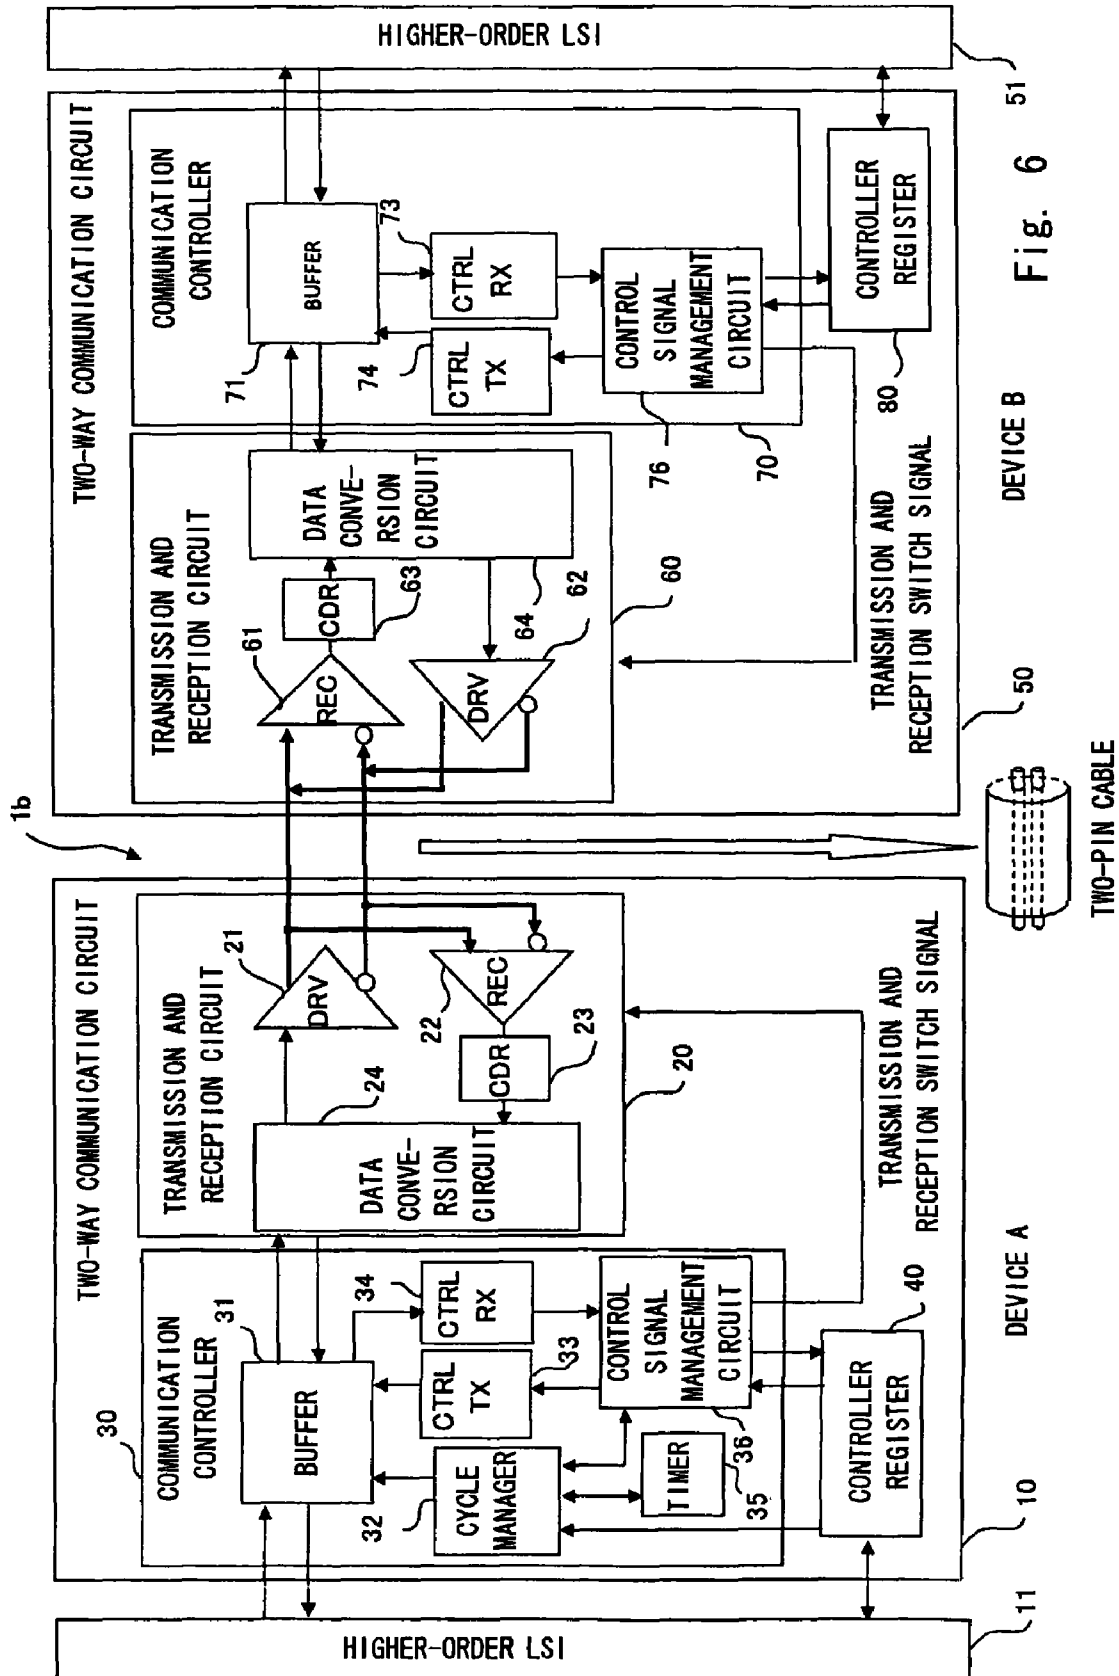 1b
HIGHER-ORDER LSI
11
TWO-WAY COMMUNICATION CIRCUIT
10
COMMUNICATION
CONTROLLER
30
BUFFER
31
CYCLE
MANAGER
32
CTRL
TX
33
CTRL
RX
34
TIMER
35
CONTROL
SIGNAL
MANAGEMENT
CIRCUIT
36
CONTROLLER
REGISTER
40
TRANSMISSION AND
RECEPTION CIRCUIT
20
DATA
CONVE-
RSION
CIRCUIT
24
DRV
21
REC
22
CDR
23
TRANSMISSION AND
RECEPTION SWITCH SIGNAL
DEVICE A
TWO-PIN CABLE
TWO-WAY COMMUNICATION CIRCUIT
50
TRANSMISSION AND
RECEPTION CIRCUIT
60
REC
61
CDR
63
DRV
62
DATA
CONVE-
RSION
CIRCUIT
64
COMMUNICATION
CONTROLLER
70
BUFFER
71
CTRL
TX
74
CTRL
RX
73
CONTROL
SIGNAL
MANAGEMENT
CIRCUIT
76
CONTROLLER
REGISTER
80
TRANSMISSION AND
RECEPTION SWITCH SIGNAL
DEVICE B
HIGHER-ORDER LSI
51
Fig. 6